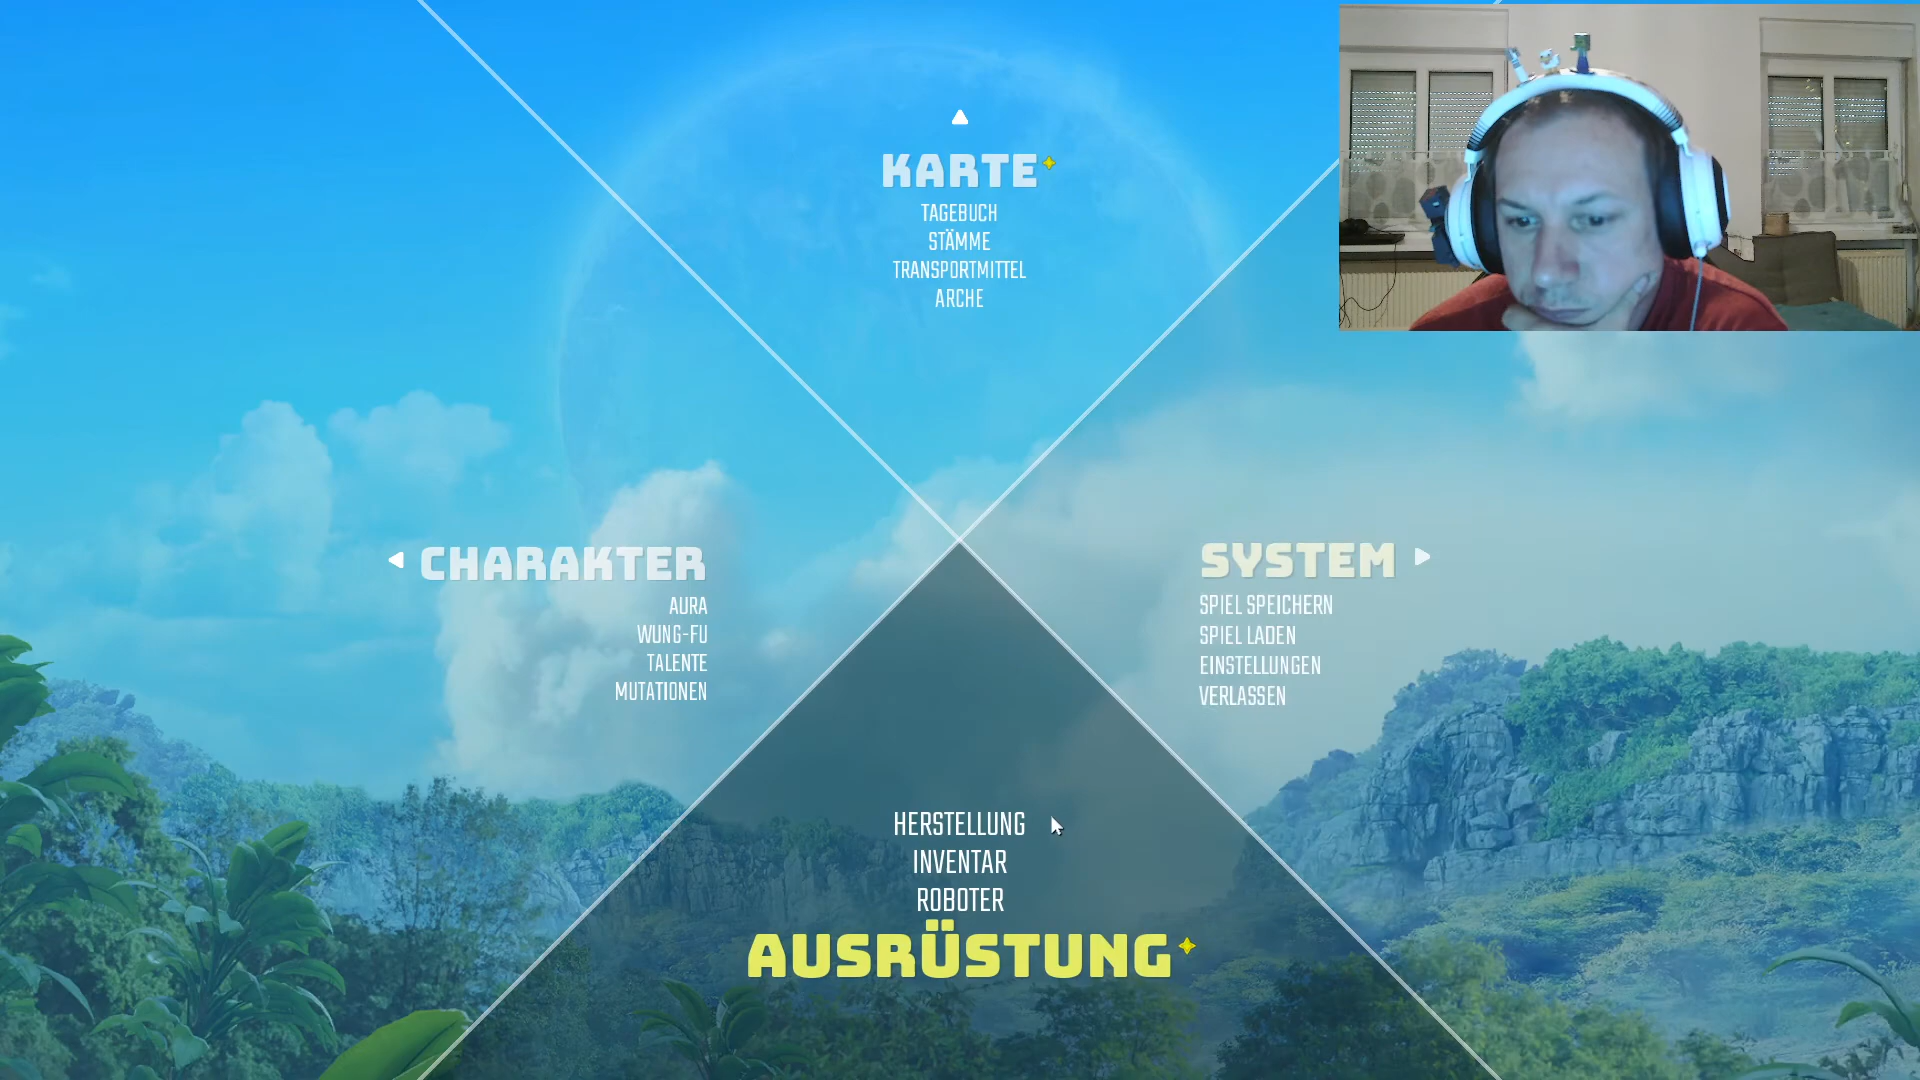 KARTE
TAGEBUCH
STÄMME
TRANSPORTMITTEL
ARCHE
CHARAKTER
AURA
WUNG-FU
TALENTE
MUTATIONEN
SYSTEM
SPIEL SPEICHERN
SPIEL LADEN
EINSTELLUNGEN
VERLASSEN
HERSTELLUNG
INVENTAR
ROBOTER
AUSRÜSTUNG